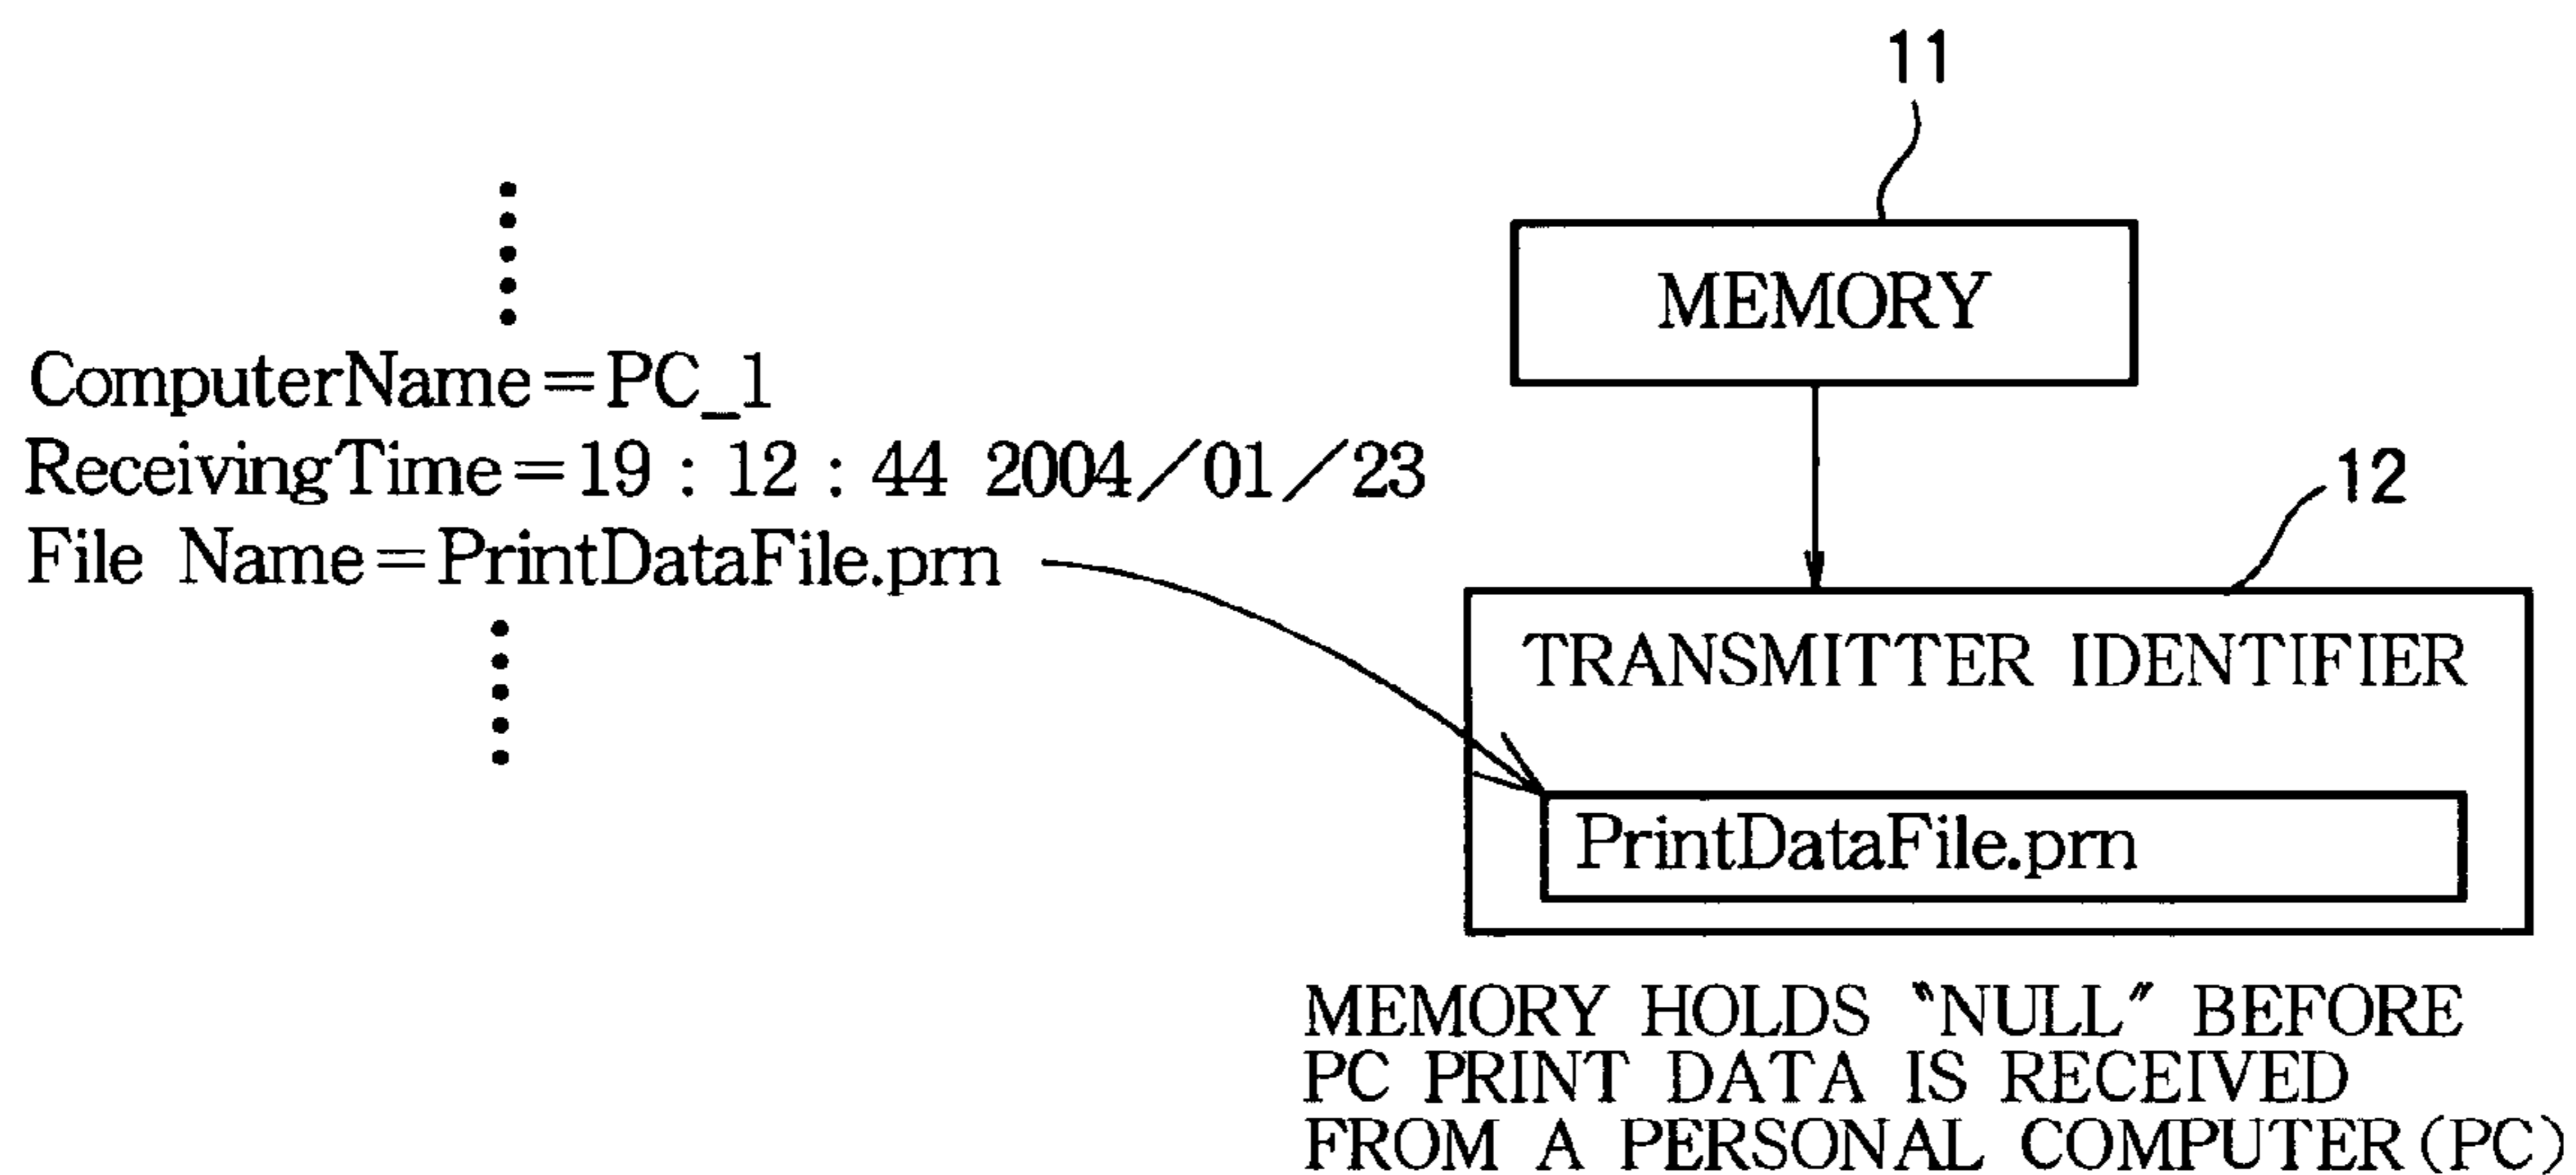 11
MEMORY
ComputerName=PC_1
ReceivingTime=19 : 12 : 44 2004/01/23
File Name=PrintDataFile.prn
12
TRANSMITTER IDENTIFIER
PrintDataFile.prn
MEMORY HOLDS "NULL" BEFORE
PC PRINT DATA IS RECEIVED
FROM A PERSONAL COMPUTER(PC)